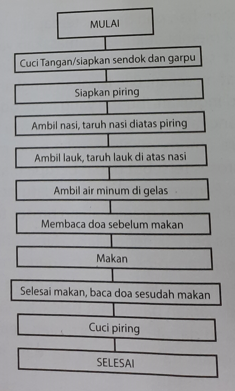 MULAI
Cuci Tangan/siapkan sendok dan garpu
Siapkan piring
Ambil nasi, taruh nasi diatas piring
Ambil lauk, taruh lauk di atas nasi
Ambil air minum di gelas
Membaca doa sebelum makan
Makan
Selesai makan, baca doa sesudah makan
Cuci piring
SELESAI